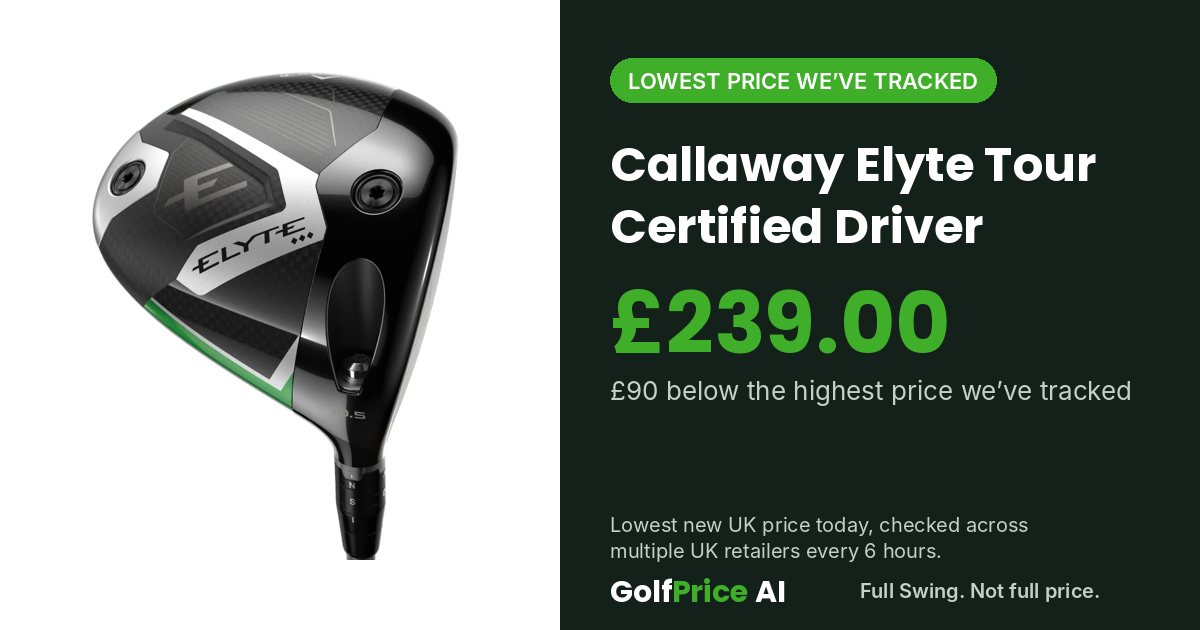 ELYTE
.5
N
S
LOWEST PRICE WE’VE TRACKED
Callaway Elyte Tour
Certified Driver
£239.00
£90 below the highest price we’ve tracked
Lowest new UK price today, checked across
multiple UK retailers every 6 hours.
GolfPrice AI
Full Swing. Not full price.